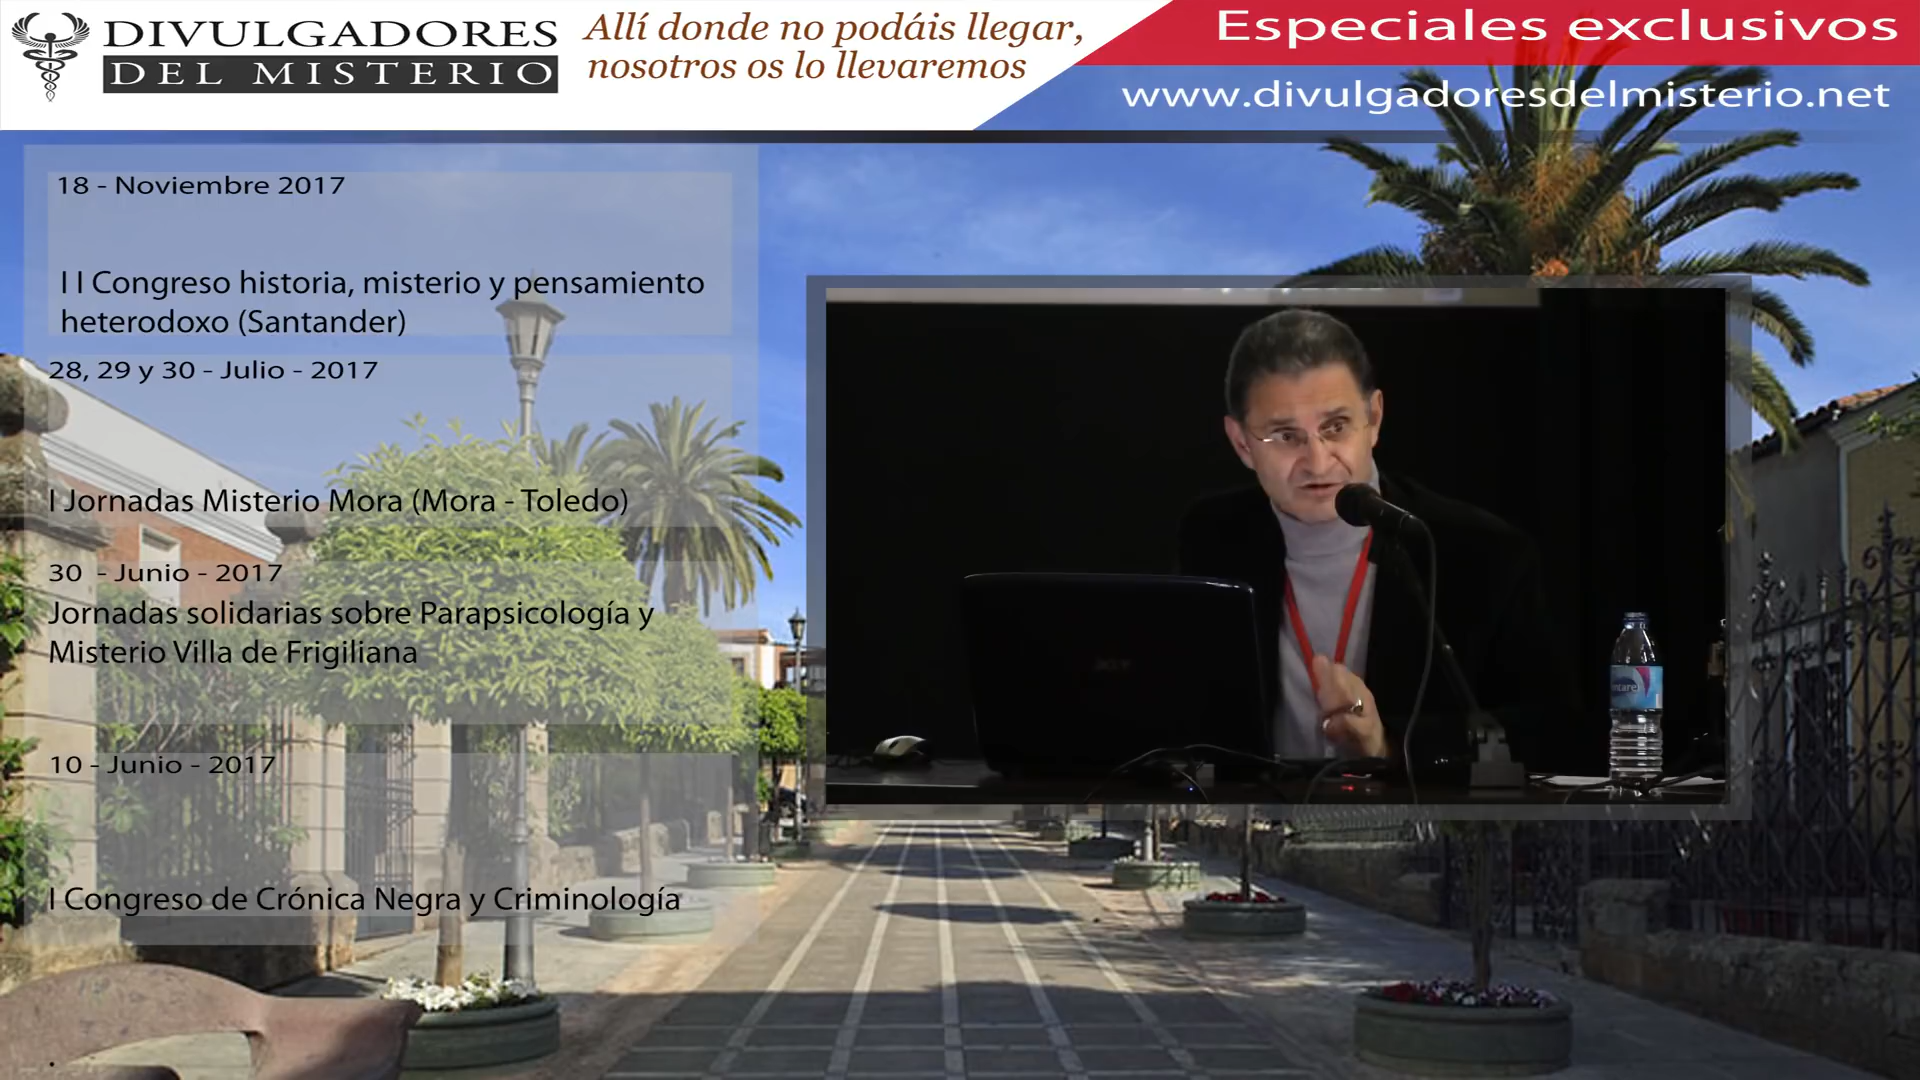 DIVULGADORES
DEL MISTERIO
Allí donde no podáis llegar,
nosotros os lo llevaremos
Especiales exclusivos
www.divulgadoresdelmisterio.net
18 - Noviembre 2017
I I Congreso historia, misterio y pensamiento
heterodoxo (Santander)
28, 29 y 30 - Julio - 2017
I Jornadas Misterio Mora (Mora - Toledo)
30 - Junio - 2017
Jornadas solidarias sobre Parapsicología y
Misterio Villa de Frigiliana
10 - Junio - 2017
I Congreso de Crónica Negra y Criminología
.
acer